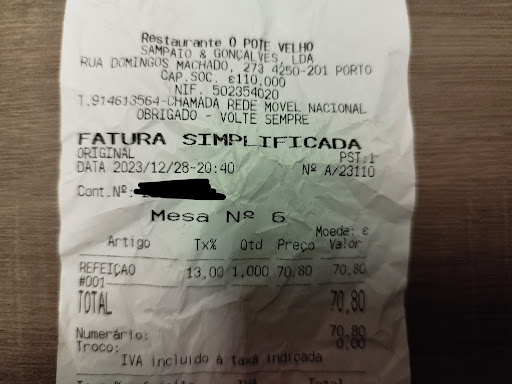 Restaurante O POTE VELHO
SAMPAIO & GONÇALVES, LDA
RUA DOMINGOS MACHADO, 273 4250-201 PORTO
CAP.SOC. €110,000
NIF. 502354020
T.914613564-CHAMADA REDE MOVEL NACIONAL
OBRIGADO - VOLTE SEMPRE
FATURA SIMPLIFICADA
ORIGINAL PST:1
DATA 2023/12/28-20:40 Nº A/23110
Cont.Nº:
Mesa Nº 6
Moeda: €
Artigo Tx% Qtd Preço Valor
REFEIÇAO 13,00 1,000 70,80 70,80
#001
TOTAL 70,80
Numerário: 70,80
Troco: 0,00
IVA incluido á taxa indicada
IVA Total